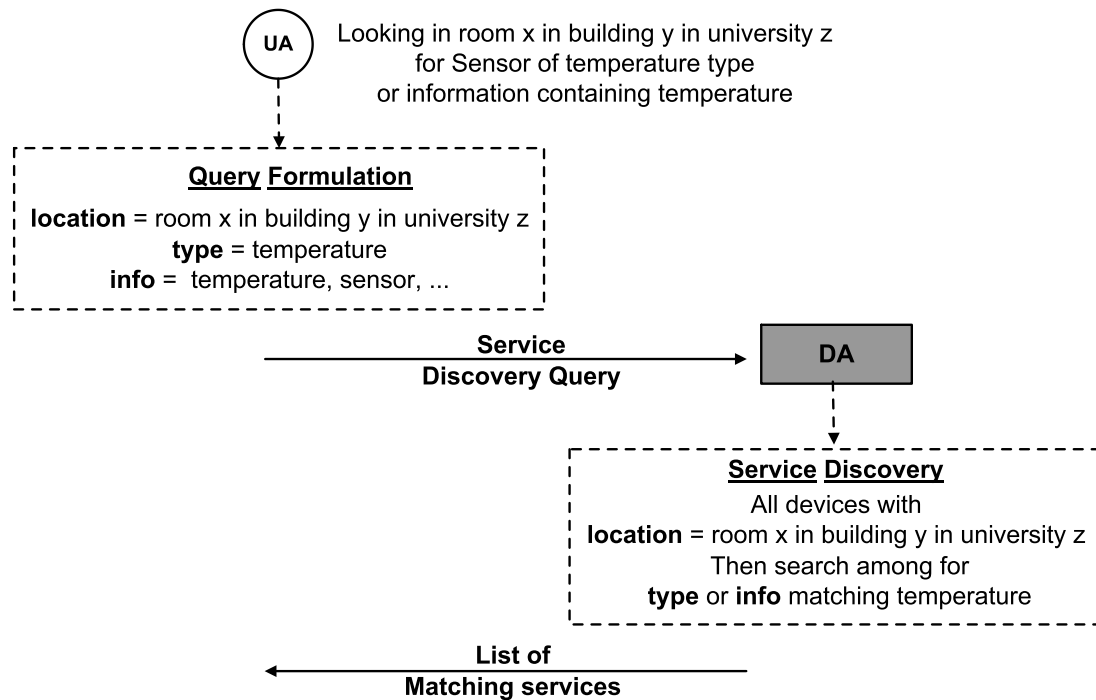 UA
Looking in room x in building y in university z
for Sensor of temperature type
or information containing temperature
Query Formulation
location = room x in building y in university z
type = temperature
info = temperature, sensor, ...
Service
Discovery Query
DA
Service Discovery
All devices with
location = room x in building y in university z
Then search among for
type or info matching temperature
List of
Matching services